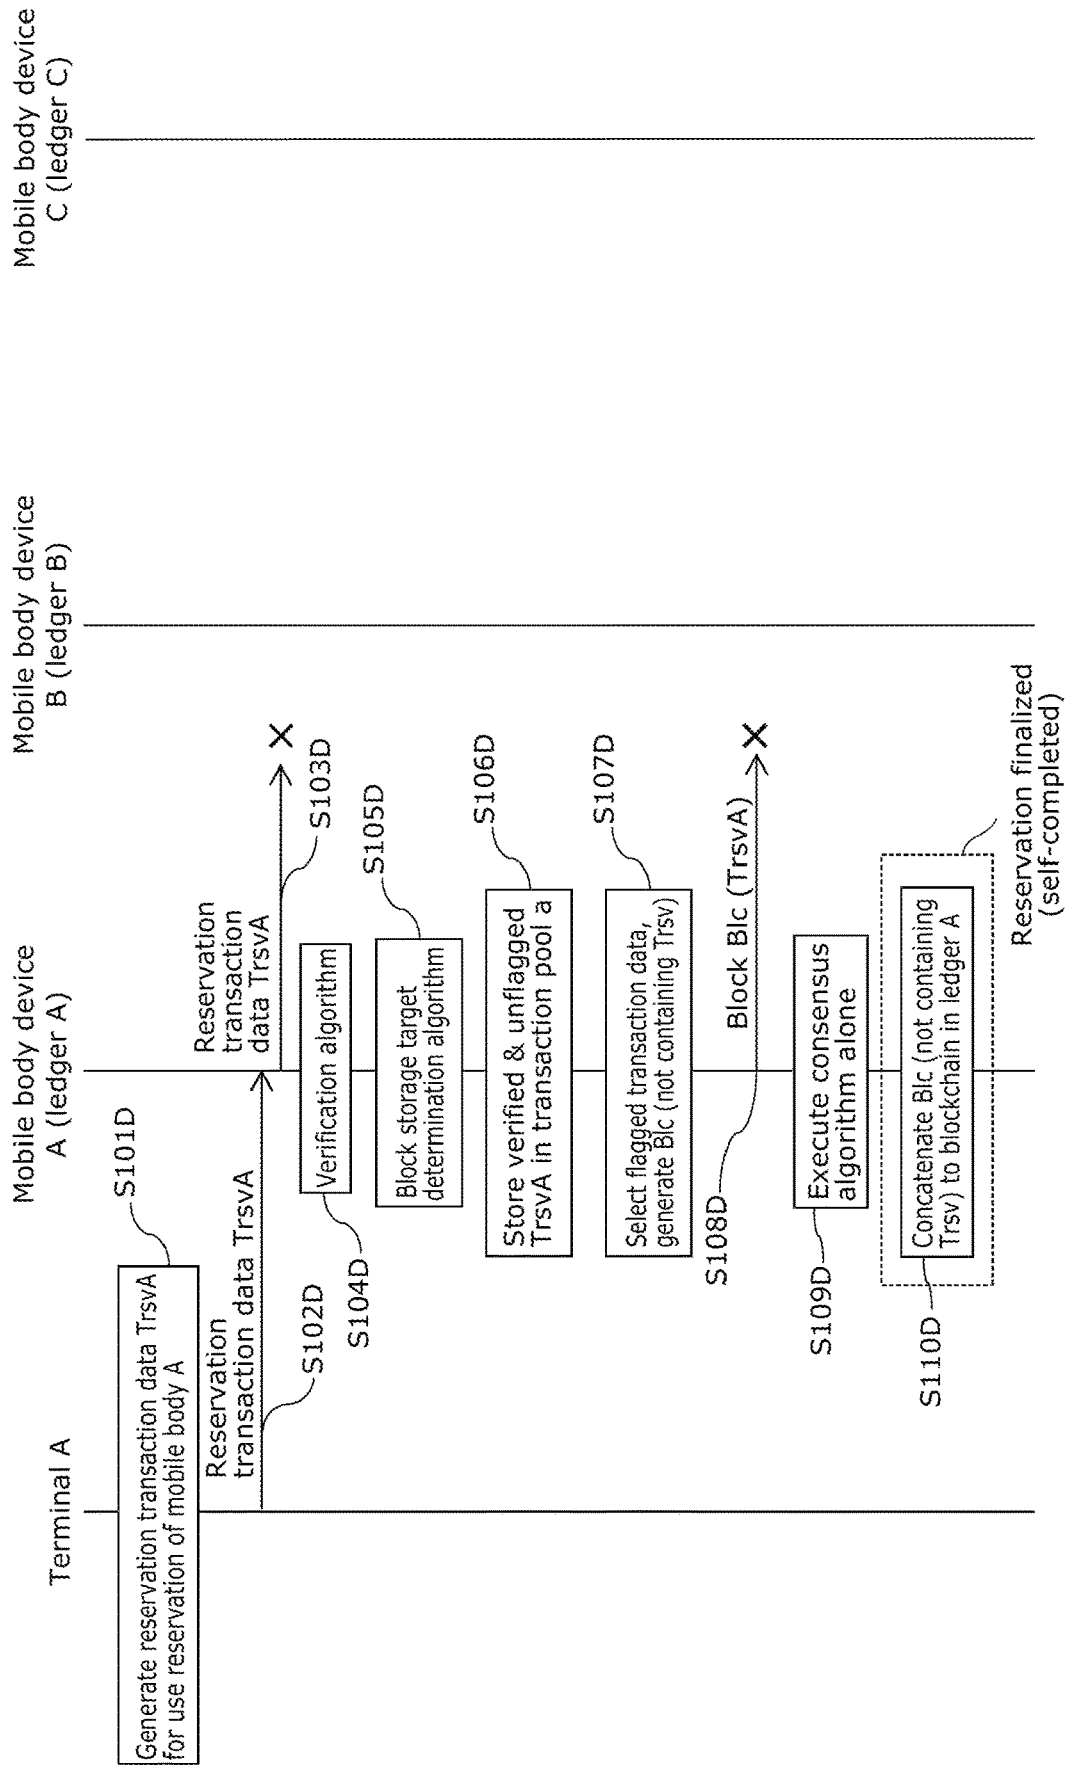 Terminal A
Mobile body device
A (ledger A)
Mobile body device
B (ledger B)
Mobile body device
C (ledger C)
Generate reservation transaction data TrsvA
for use reservation of mobile body A
S101D
Reservation
transaction data TrsvA
S102D
Reservation
transaction
data TrsvA
S103D
Verification algorithm
S104D
Block storage target
determination algorithm
S105D
Store verified & unflagged
TrsvA in transaction pool a
S106D
Select flagged transaction data,
generate Blc (not containing Trsv)
S107D
Block Blc (TrsvA)
S108D
Execute consensus
algorithm alone
S109D
Concatenate Blc (not containing
Trsv) to blockchain in ledger A
S110D
Reservation finalized
(self-completed)